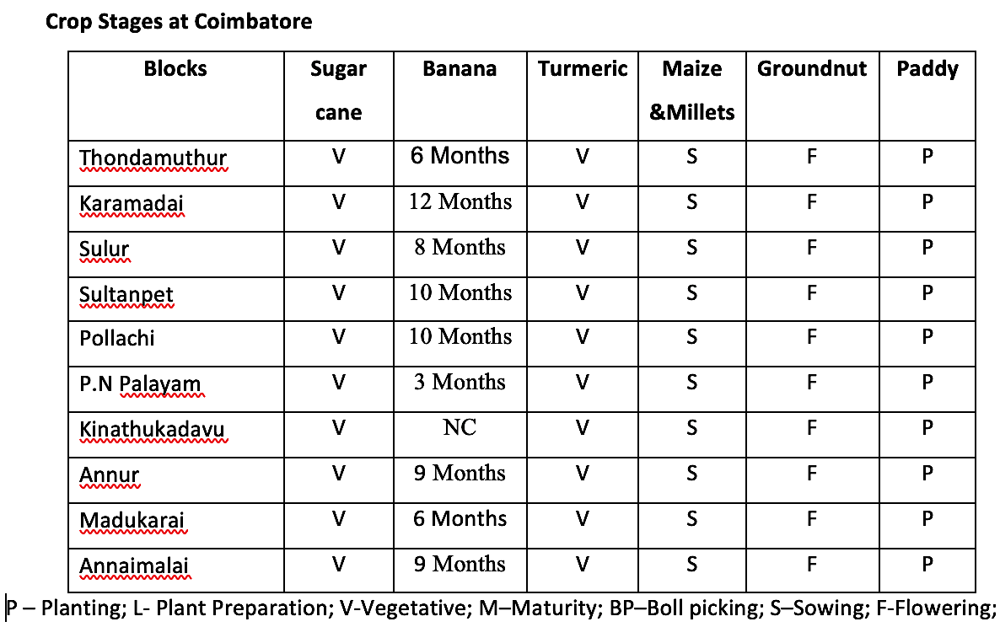 Crop Stages at Coimbatore
Blocks Sugar cane Banana Turmeric Maize &Millets Groundnut Paddy
Thondamuthur V 6 Months V S F P
Karamadai V 12 Months V S F P
Sulur V 8 Months V S F P
Sultanpet V 10 Months V S F P
Pollachi V 10 Months V S F P
P.N Palayam V 3 Months V S F P
Kinathukadavu V NC V S F P
Annur V 9 Months V S F P
Madukarai V 6 Months V S F P
Annaimalai V 9 Months V S F P
P – Planting; L- Plant Preparation; V-Vegetative; M–Maturity; BP–Boll picking; S–Sowing; F-Flowering;